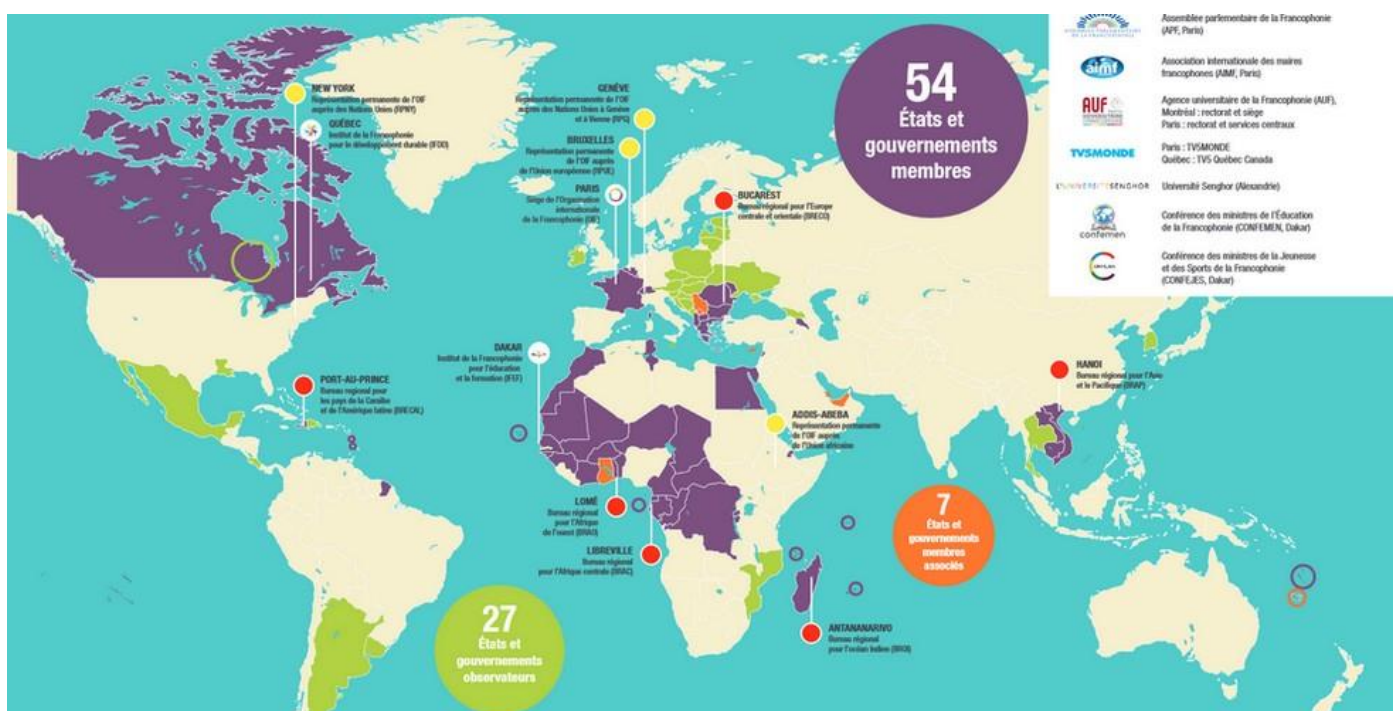 NEW YORK
Représentation permanente de l'OIF
auprès des Nations Unies (RPNY)
QUÉBEC
Institut de la Francophonie
pour le développement durable (IFDD)
GENÈVE
Représentation permanente de l'OIF
auprès des Nations Unies à Genève
et à Vienne (RPG)
BRUXELLES
Représentation permanente
de l'OIF auprès
de l'Union européenne (RPUE)
PARIS
Siège de l'Organisation
internationale
de la Francophonie (OIF)
BUCAREST
Bureau régional pour l'Europe
centrale et orientale (BRECO)
54
États et
gouvernements
membres
Assemblée parlementaire de la Francophonie
(APF, Paris)
aimf
Association internationale des maires
francophones (AIMF, Paris)
AUF
Agence universitaire de la Francophonie (AUF),
Montréal : rectorat et siège
Paris : rectorat et services centraux
TV5MONDE
Paris : TV5MONDE
Québec : TV5 Québec Canada
L'UNIVERSITÉSENGHOR
Université Senghor (Alexandrie)
confemen
Conférence des ministres de l'Éducation
de la Francophonie (CONFEMEN, Dakar)
Conférence des ministres de la Jeunesse
et des Sports de la Francophonie
(CONFEJES, Dakar)
DAKAR
Institut de la Francophonie
pour l'éducation
et la formation (IFEF)
PORT-AU-PRINCE
Bureau regional pour
les pays de la Caraïbe
et de l'Amérique latine (BRECAL)
HANOI
Bureau régional pour l'Asie
et le Pacifique (BRAP)
ADDIS-ABEBA
Représentation permanente
de l'OIF auprès
de l'Union africaine
LOMÉ
Bureau régional
pour l'Afrique
de l'ouest (BRAO)
LIBREVILLE
Bureau régional
pour l'Afrique centrale (BRAC)
7
États et
gouvernements
membres
associés
27
États et
gouvernements
observateurs
ANTANANARIVO
Bureau régional
pour l'océan Indien (BROI)